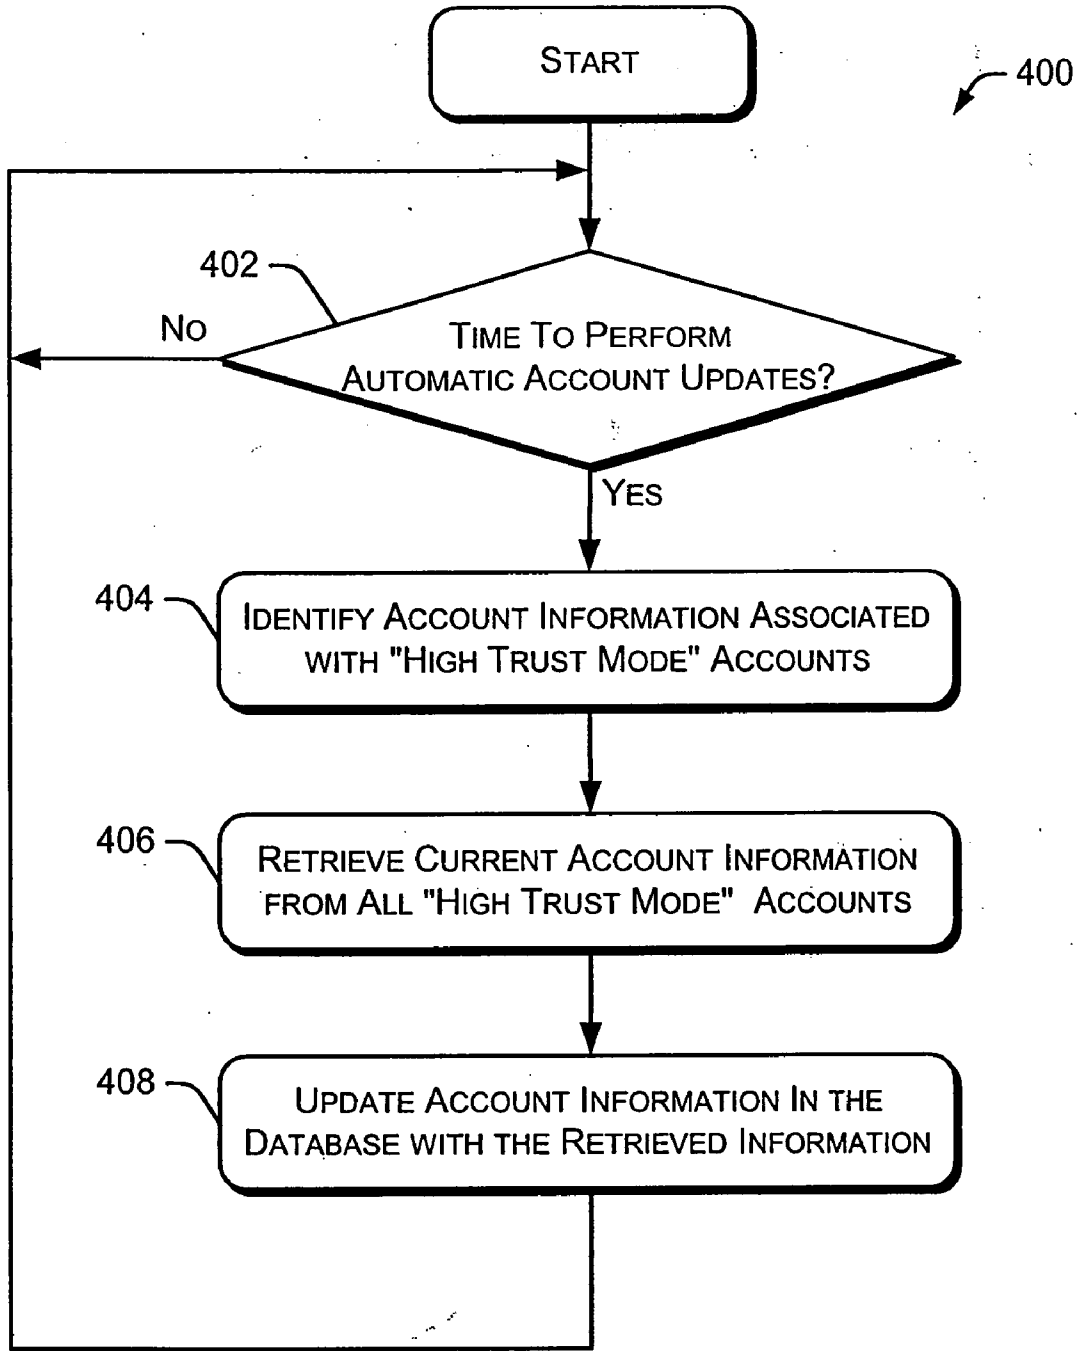 START
400
402
NO
TIME TO PERFORM
AUTOMATIC ACCOUNT UPDATES?
YES
404
IDENTIFY ACCOUNT INFORMATION ASSOCIATED
WITH "HIGH TRUST MODE" ACCOUNTS
406
RETRIEVE CURRENT ACCOUNT INFORMATION
FROM ALL "HIGH TRUST MODE" ACCOUNTS
408
UPDATE ACCOUNT INFORMATION IN THE
DATABASE WITH THE RETRIEVED INFORMATION